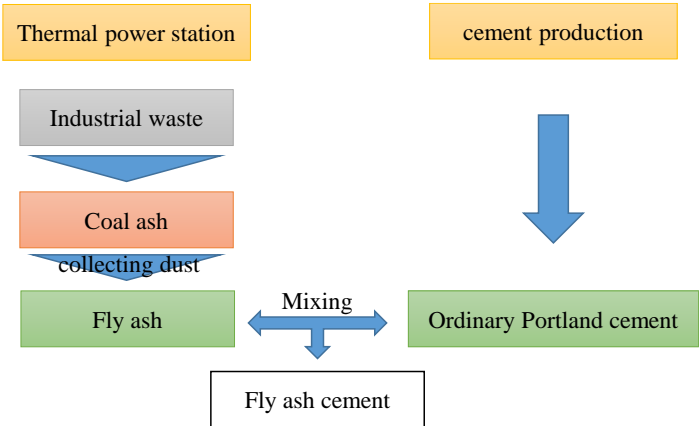 Thermal power station
cement production
Industrial waste
Coal ash
collecting dust
Fly ash
Mixing
Ordinary Portland cement
Fly ash cement